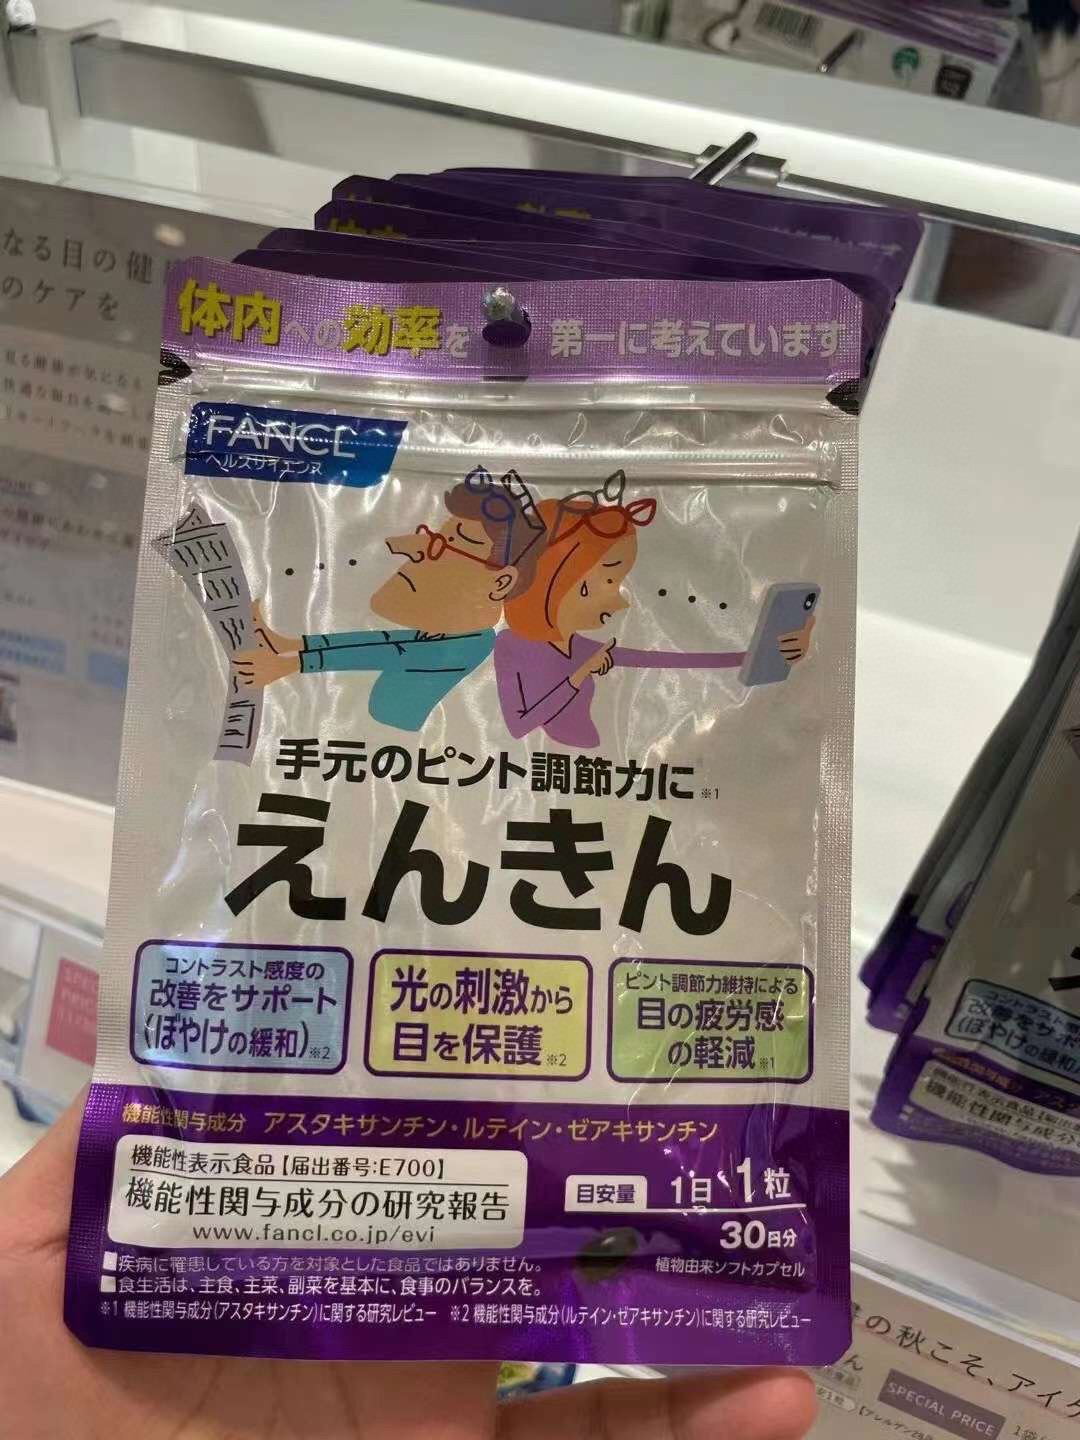 体内への効率を 第一に考えています
FANCL
ヘルスサイエンス
手元のピント調節力に※1
えんきん
コントラスト感度の
改善をサポート
(ぼやけの緩和)※2
光の刺激から
目を保護※2
ピント調節力維持による
目の疲労感
の軽減※1
機能性関与成分 アスタキサンチン・ルテイン・ゼアキサンチン
機能性表示食品【届出番号:E700】
機能性関与成分の研究報告
www.fancl.co.jp/evi
目安量 1日 1粒
30日分
植物由来ソフトカプセル
■疾病に罹患している方を対象とした食品ではありません。
■食生活は、主食、主菜、副菜を基本に、食事のバランスを。
※1 機能性関与成分(アスタキサンチン)に関する研究レビュー ※2 機能性関与成分(ルテイン・ゼアキサンチン)に関する研究レビュー
なる目の健
のケアを
の秋こそ、アイケ
SPECIAL PRICE